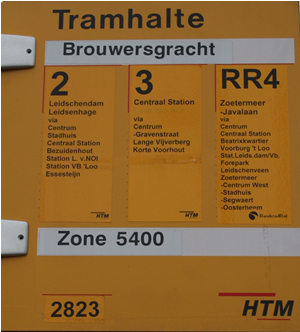 Tramhalte
Brouwersgracht
2
Leidschendam
Leidsenhage
via
Centrum
Stadhuis
Centraal Station
Bezuidenhout
Station L. v.NOI
Station VB 'Loo
Essesteijn
HTM
3
Centraal Station
via
Centrum
-Gravenstraat
Lange Vijverberg
Korte Voorhout
HTM
RR4
Zoetermeer
-Javalaan
via
Centrum
Centraal Station
Beatrixkwartier
Voorburg 't Loo
Stat.Leids.dam/Vb.
Forepark
Leidschenveen
Zoetermeer
-Centrum West
-Stadhuis
-Segwaert
-Oosterheem
RandstadRail
Zone 5400
2823
HTM